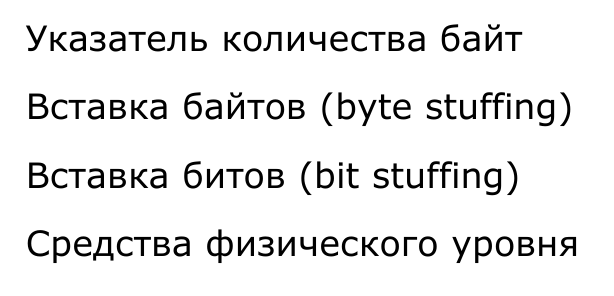 Указатель количества байт
Вставка байтов (byte stuffing)
Вставка битов (bit stuffing)
Средства физического уровня